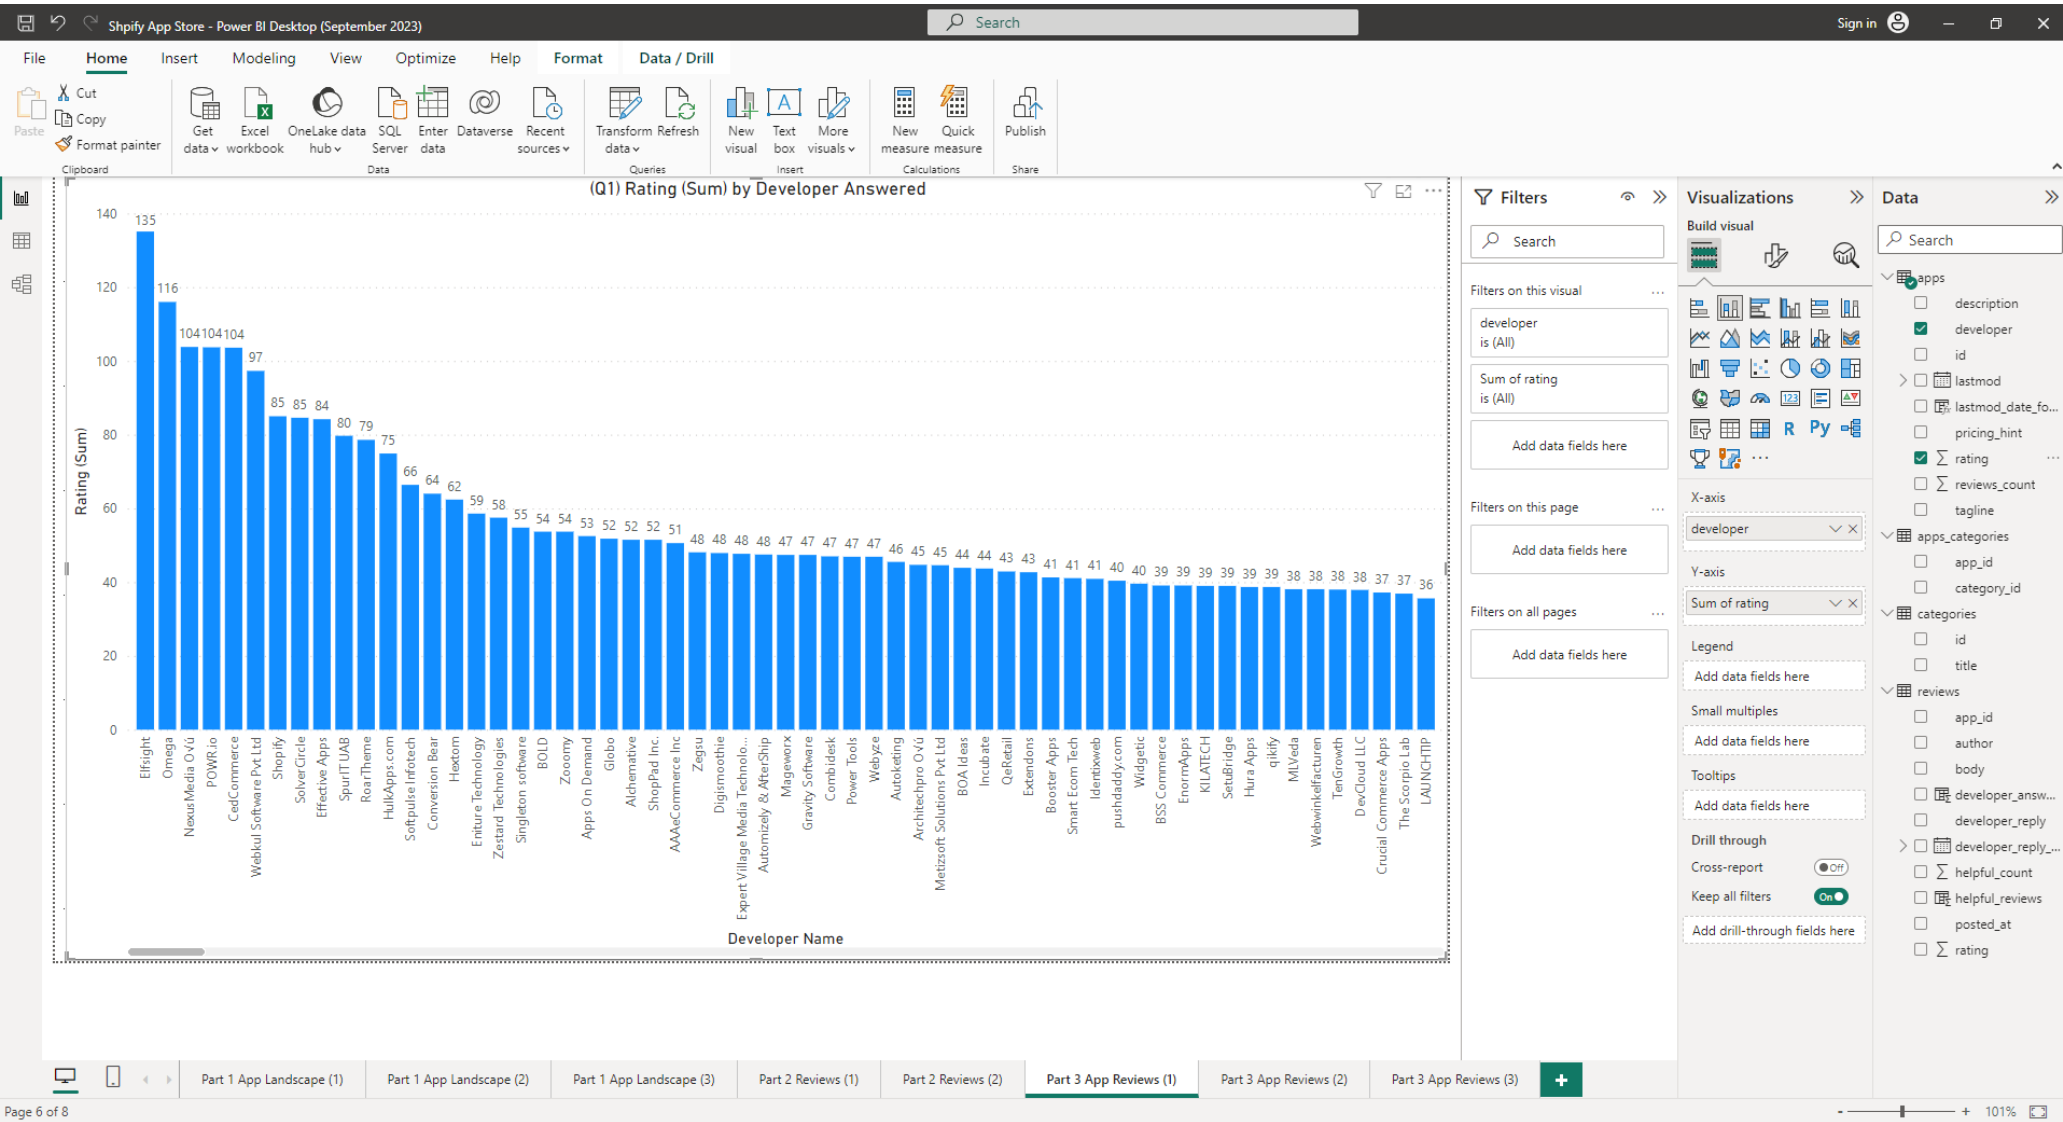 Shpify App Store - Power BI Desktop (September 2023)
Search
Sign in
File Home Insert Modeling View Optimize Help Format Data / Drill
Paste
Cut
Copy
Format painter
Clipboard
Get data
Excel workbook
OneLake data hub
SQL Server
Enter data
Dataverse
Recent sources
Data
Transform data
Refresh
Queries
New visual
Text box
More visuals
Insert
New measure
Quick measure
Calculations
Publish
Share
(Q1) Rating (Sum) by Developer Answered
Rating (Sum)
140
120
100
80
60
40
20
0
135 116 104 104 104 97 85 85 84 80 79 75 66 64 62 59 58 55 54 54 53 52 52 52 51 48 48 48 48 47 47 47 47 47 46 45 45 44 44 43 43 41 41 41 40 40 39 39 39 39 39 39 38 38 38 38 37 37 36
Elfsight
Omega
NexusMedia O√ú
POWR.io
CedCommerce
Webkul Software Pvt Ltd
Shopify
SolverCircle
Effective Apps
SpurIT UAB
RoarTheme
HulkApps.com
Softpulse Infotech
Conversion Bear
Hextom
Eniture Technology
Zestard Technologies
Singleton software
BOLD
Zooomy
Apps On Demand
Globo
Alchemative
ShopPad Inc.
AAAeCommerce Inc
Zegsu
Digismoothie
Expert Village Media Technolo...
Automizely & AfterShip
Mageworx
Gravity Software
Combidesk
Power Tools
Webyze
Autoketing
Architechpro O√ú
Metizsoft Solutions Pvt Ltd
BOA Ideas
Incubate
QeRetail
Extendons
Booster Apps
Smart Ecom Tech
Identixweb
pushdaddy.com
Widgetic
BSS Commerce
EnormApps
KILATECH
SetuBridge
Hura Apps
qikify
MLVeda
Webwinkelfacturen
TenGrowth
DevCloud LLC
Crucial Commerce Apps
The Scorpio Lab
LAUNCHTIP
Developer Name
Filters
Search
Filters on this visual
developer
is (All)
Sum of rating
is (All)
Add data fields here
Filters on this page
Add data fields here
Filters on all pages
Add data fields here
Visualizations
Build visual
123
R
Py
X-axis
developer
Y-axis
Sum of rating
Legend
Add data fields here
Small multiples
Add data fields here
Tooltips
Add data fields here
Drill through
Cross-report
Off
Keep all filters
On
Add drill-through fields here
Data
Search
apps
description
developer
id
lastmod
lastmod_date_fo...
pricing_hint
rating
reviews_count
tagline
apps_categories
app_id
category_id
categories
id
title
reviews
app_id
author
body
developer_answ...
developer_reply
developer_reply_...
helpful_count
helpful_reviews
posted_at
rating
Part 1 App Landscape (1)
Part 1 App Landscape (2)
Part 1 App Landscape (3)
Part 2 Reviews (1)
Part 2 Reviews (2)
Part 3 App Reviews (1)
Part 3 App Reviews (2)
Part 3 App Reviews (3)
+
Page 6 of 8
- + 101%